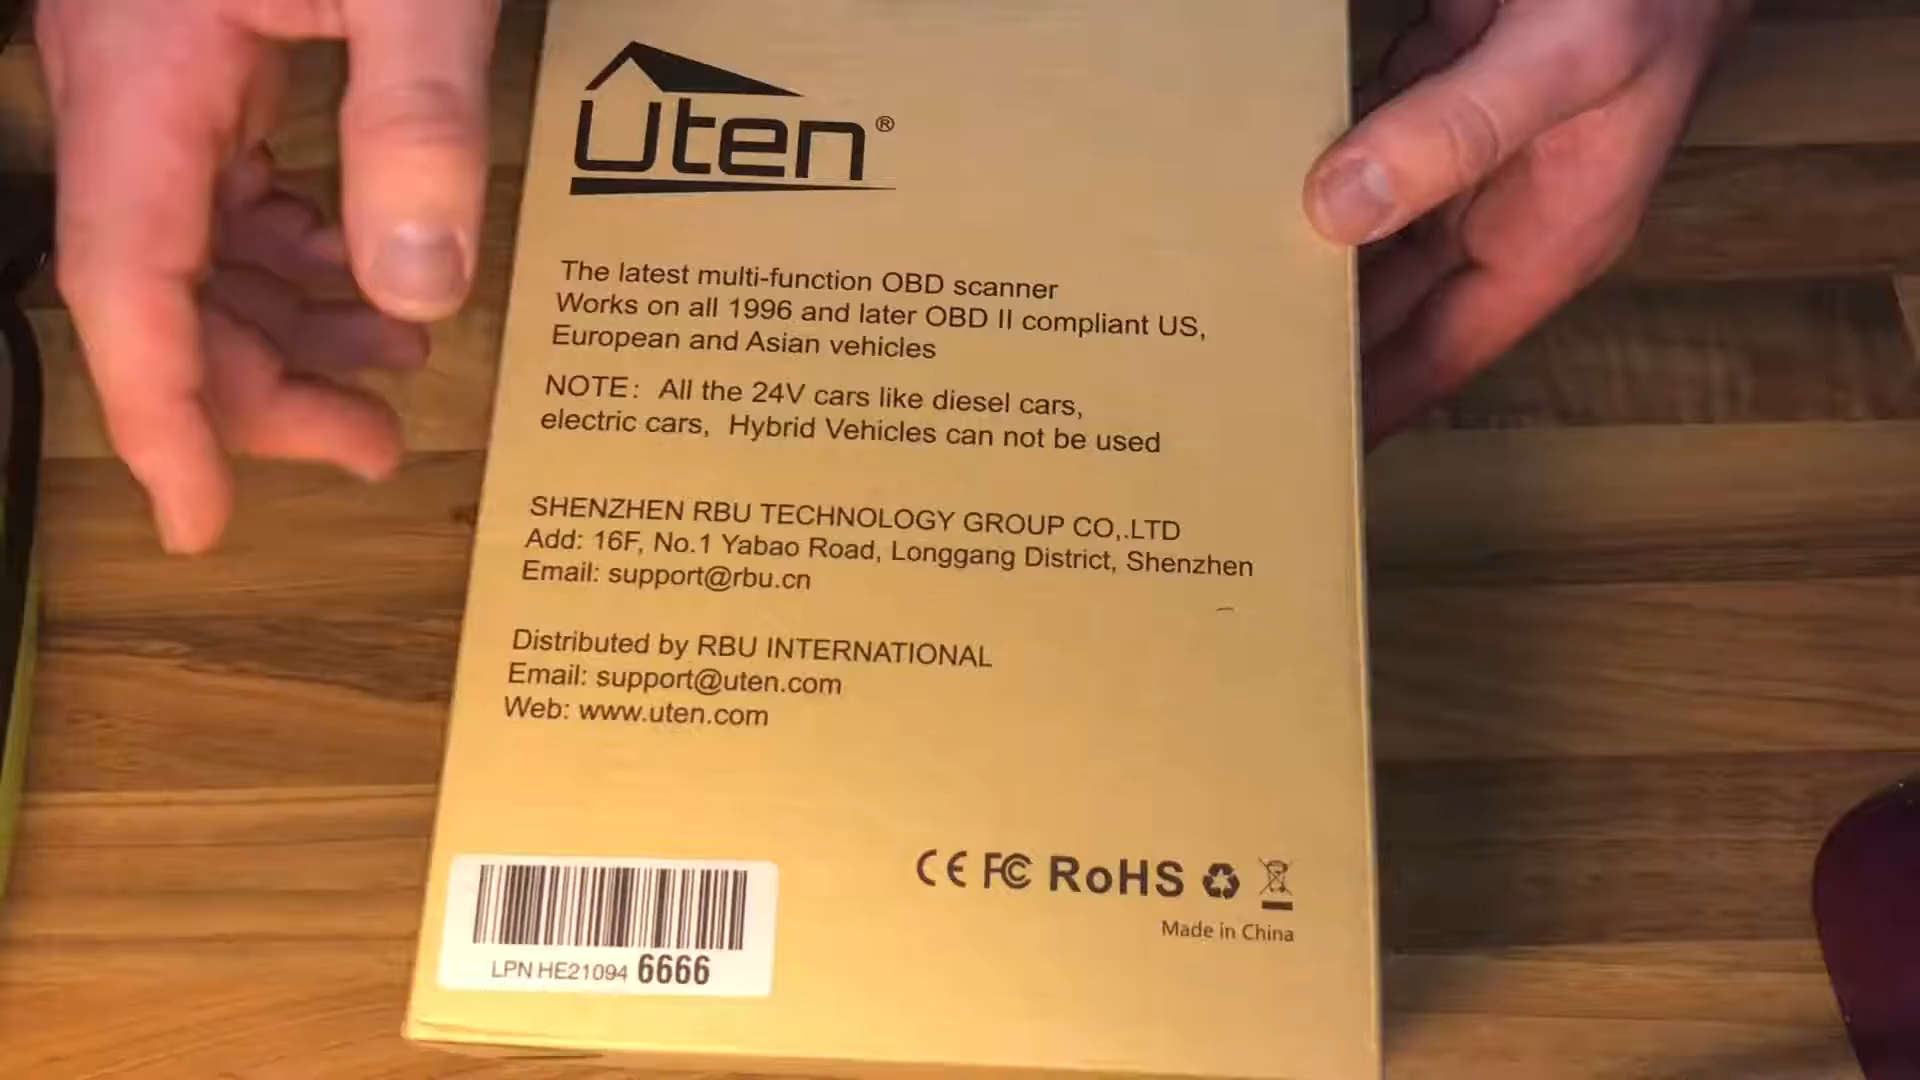 Uten®
The latest multi-function OBD scanner
Works on all 1996 and later OBD II compliant US,
European and Asian vehicles
NOTE: All the 24V cars like diesel cars,
electric cars, Hybrid Vehicles can not be used
SHENZHEN RBU TECHNOLOGY GROUP CO,.LTD
Add: 16F, No.1 Yabao Road, Longgang District, Shenzhen
Email: support@rbu.cn
Distributed by RBU INTERNATIONAL
Email: support@uten.com
Web: www.uten.com
CE FC RoHS
Made in China
LPN HE21094 6666